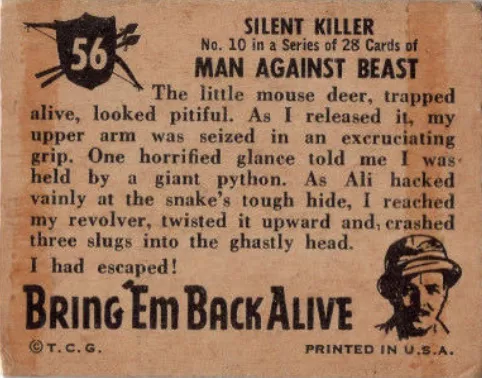 56
SILENT KILLER
No. 10 in a Series of 28 Cards of
MAN AGAINST BEAST
The little mouse deer, trapped
alive, looked pitiful. As I released it, my
upper arm was seized in an excruciating
grip. One horrified glance told me I was
held by a giant python. As Ali hacked
vainly at the snake's tough hide, I reached
my revolver, twisted it upward and, crashed
three slugs into the ghastly head.
I had escaped!
BRING 'EM BACK ALIVE
© T. C. G.
PRINTED IN U.S.A.